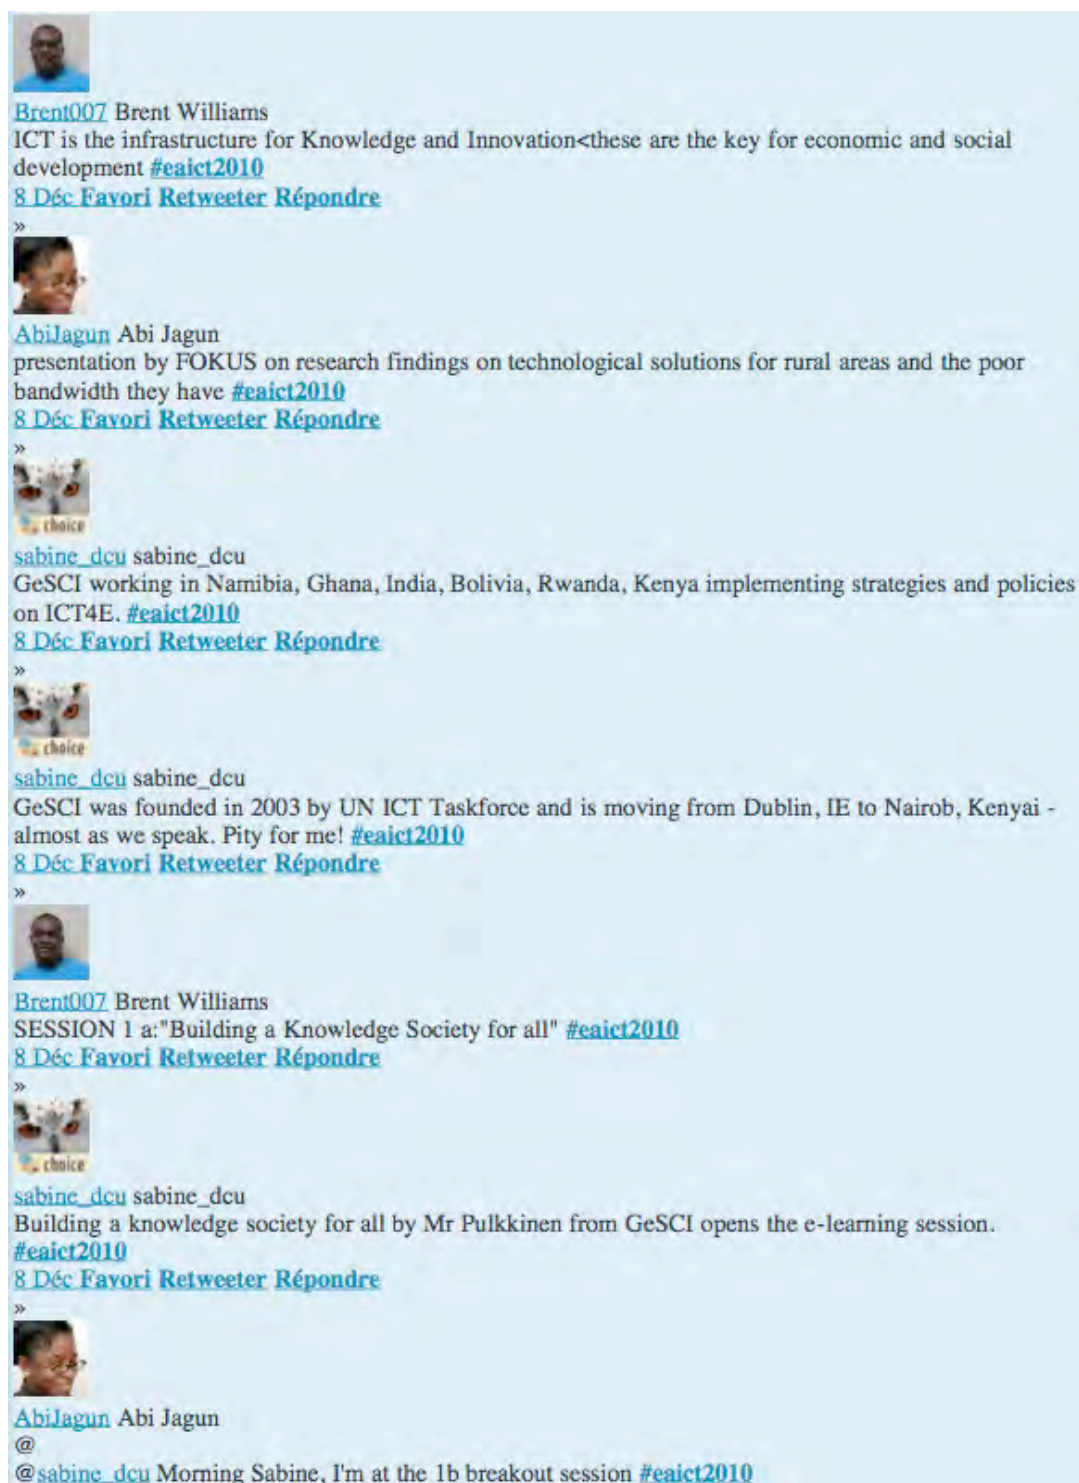 Brent007 Brent Williams
ICT is the infrastructure for Knowledge and Innovation<these are the key for economic and social
development #eaict2010
8 Déc Favori Retweeter Répondre
»
AbiJagun Abi Jagun
presentation by FOKUS on research findings on technological solutions for rural areas and the poor
bandwidth they have #eaict2010
8 Déc Favori Retweeter Répondre
»
choice
sabine_dcu sabine_dcu
GeSCI working in Namibia, Ghana, India, Bolivia, Rwanda, Kenya implementing strategies and policies
on ICT4E. #eaict2010
8 Déc Favori Retweeter Répondre
»
choice
sabine_dcu sabine_dcu
GeSCI was founded in 2003 by UN ICT Taskforce and is moving from Dublin, IE to Nairob, Kenyai -
almost as we speak. Pity for me! #eaict2010
8 Déc Favori Retweeter Répondre
»
Brent007 Brent Williams
SESSION 1 a:"Building a Knowledge Society for all" #eaict2010
8 Déc Favori Retweeter Répondre
»
choice
sabine_dcu sabine_dcu
Building a knowledge society for all by Mr Pulkkinen from GeSCI opens the e-learning session.
#eaict2010
8 Déc Favori Retweeter Répondre
»
AbiJagun Abi Jagun
@
@sabine_dcu Morning Sabine, I'm at the 1b breakout session #eaict2010